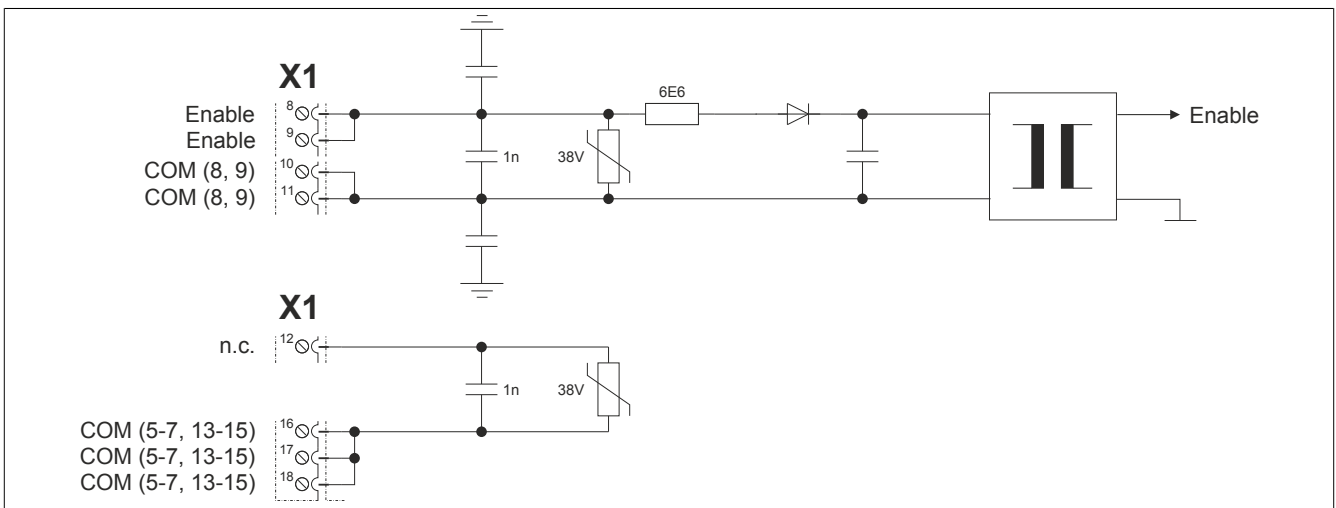 X1
Enable 8
Enable 9
COM (8, 9) 10
COM (8, 9) 11
1n
38V
6E6
Enable
X1
n.c. 12
1n
38V
COM (5-7, 13-15) 16
COM (5-7, 13-15) 17
COM (5-7, 13-15) 18